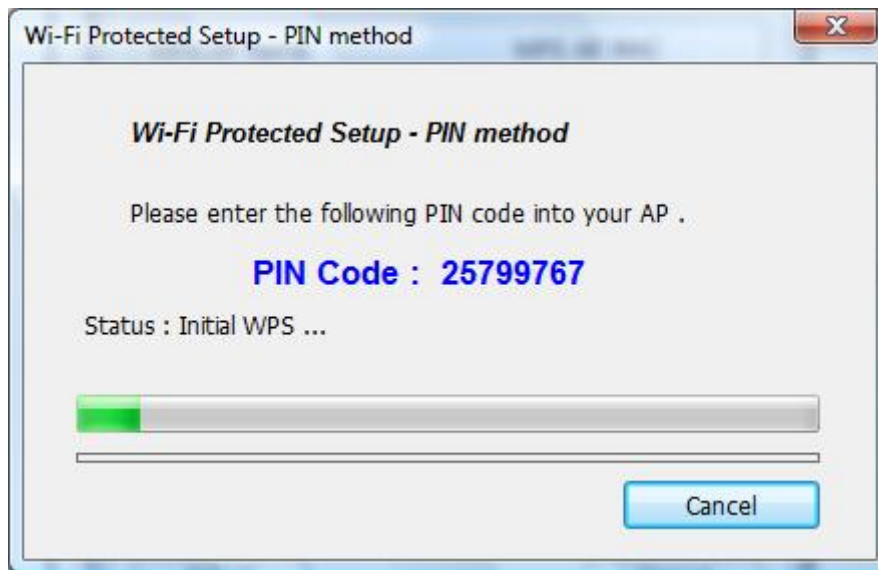 Wi-Fi Protected Setup - PIN method
Wi-Fi Protected Setup - PIN method
Please enter the following PIN code into your AP .
PIN Code : 25799767
Status : Initial WPS ...
Cancel